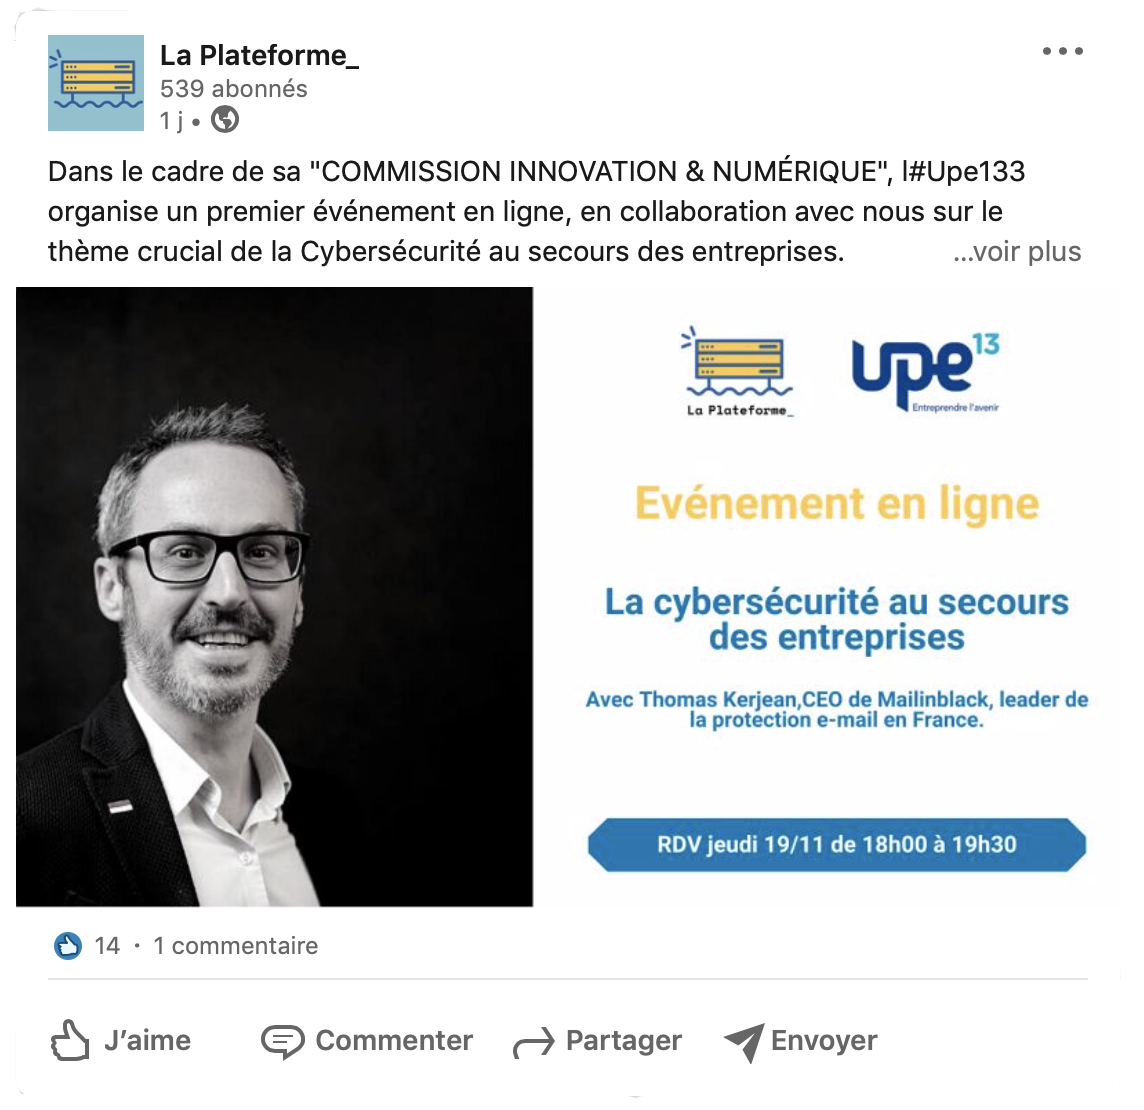 La Plateforme_
539 abonnés
1 j •
Dans le cadre de sa "COMMISSION INNOVATION & NUMÉRIQUE", l#Upe133
organise un premier événement en ligne, en collaboration avec nous sur le
thème crucial de la Cybersécurité au secours des entreprises.
...voir plus
La Plateforme_
upe13
Entreprendre l'avenir
Evénement en ligne
La cybersécurité au secours
des entreprises
Avec Thomas Kerjean,CEO de Mailinblack, leader de
la protection e-mail en France.
RDV jeudi 19/11 de 18h00 à 19h30
14 · 1 commentaire
J'aime Commenter Partager Envoyer